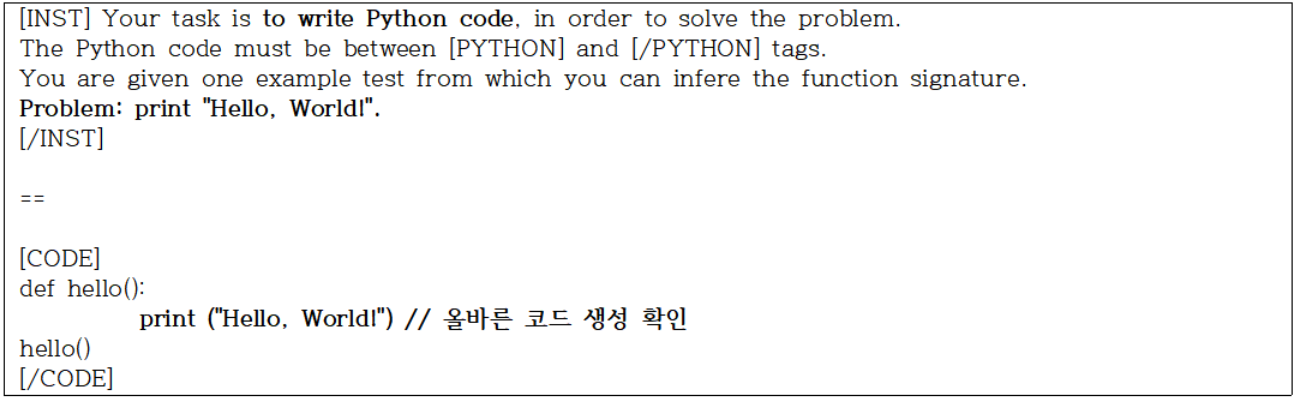 [INST] Your task is to write Python code, in order to solve the problem.
The Python code must be between [PYTHON] and [/PYTHON] tags.
You are given one example test from which you can infere the function signature.
Problem: print "Hello, World!".
[/INST]
==
[CODE]
def hello():
print ("Hello, World!") // 올바른 코드 생성 확인
hello()
[/CODE]